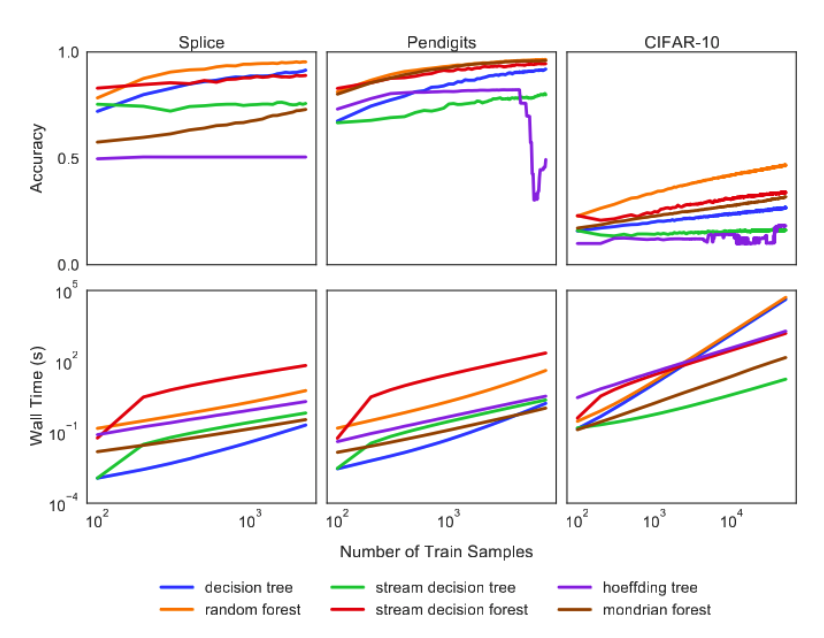 Splice Pendigits CIFAR-10
1.0
0.5
0.0
Accuracy
10^5
10^2
10^-1
10^-4
Wall Time (s)
10^2 10^3 10^2 10^3 10^2 10^3 10^4
Number of Train Samples
decision tree stream decision tree hoeffding tree
random forest stream decision forest mondrian forest